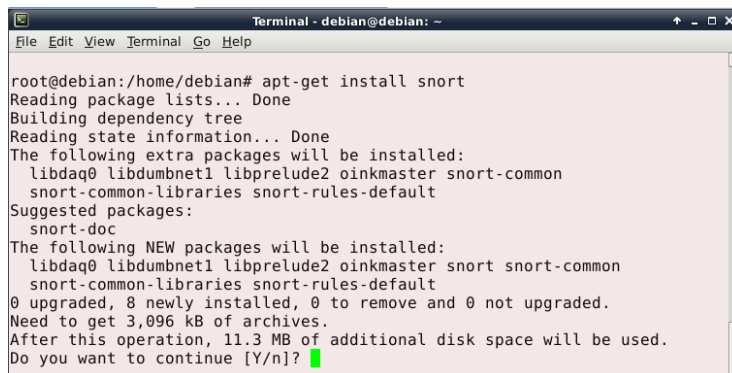 Terminal - debian@debian: ~
File Edit View Terminal Go Help
root@debian:/home/debian# apt-get install snort
Reading package lists... Done
Building dependency tree
Reading state information... Done
The following extra packages will be installed:
  libdaq0 libdumbnet1 libprelude2 oinkmaster snort-common
  snort-common-libraries snort-rules-default
Suggested packages:
  snort-doc
The following NEW packages will be installed:
  libdaq0 libdumbnet1 libprelude2 oinkmaster snort snort-common
  snort-common-libraries snort-rules-default
0 upgraded, 8 newly installed, 0 to remove and 0 not upgraded.
Need to get 3,096 kB of archives.
After this operation, 11.3 MB of additional disk space will be used.
Do you want to continue [Y/n]?